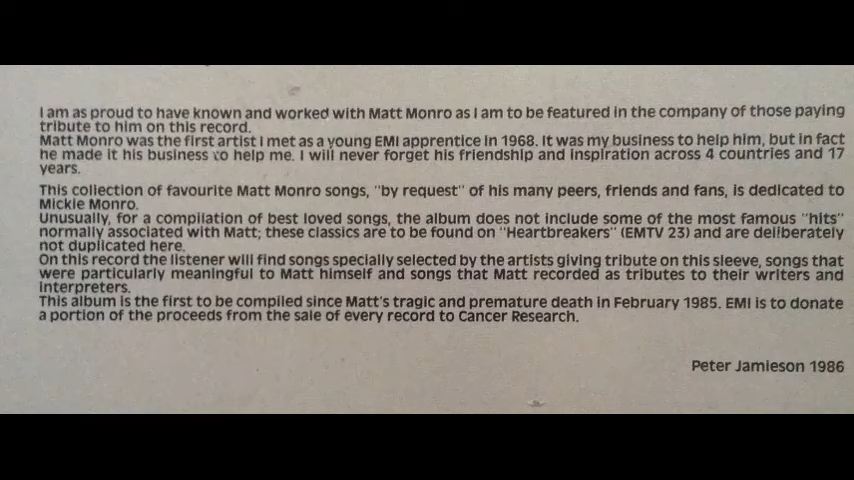 I am as proud to have known and worked with Matt Monro as I am to be featured in the company of those paying
tribute to him on this record.
Matt Monro was the first artist I met as a young EMI apprentice in 1968. It was my business to help him, but in fact
he made it his business to help me. I will never forget his friendship and inspiration across 4 countries and 17
years.
This collection of favourite Matt Monro songs, "by request" of his many peers, friends and fans, is dedicated to
Mickie Monro.
Unusually, for a compilation of best loved songs, the album does not include some of the most famous "hits"
normally associated with Matt; these classics are to be found on "Heartbreakers" (EMTV 23) and are deliberately
not duplicated here.
On this record the listener will find songs specially selected by the artists giving tribute on this sleeve, songs that
were particularly meaningful to Matt himself and songs that Matt recorded as tributes to their writers and
interpreters.
This album is the first to be compiled since Matt's tragic and premature death in February 1985. EMI is to donate
a portion of the proceeds from the sale of every record to Cancer Research.
Peter Jamieson 1986